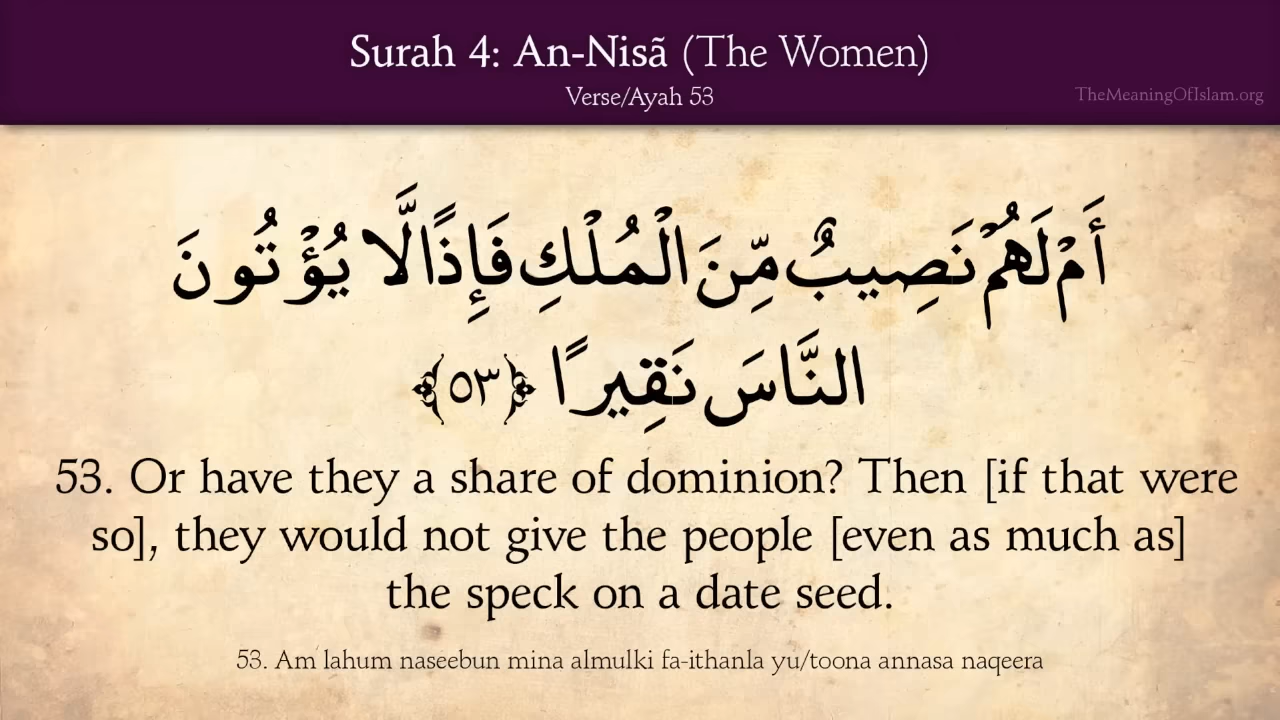 Surah 4: An-Nisã (The Women)
Verse/Ayah 53
TheMeaningOfIslam.org
أَمْ لَهُمْ نَصِيبٌ مِّنَ الْمُلْكِ فَإِذًا لَّا يُؤْتُونَ
النَّاسَ نَقِيرًا ﴿٥٣﴾
53. Or have they a share of dominion? Then [if that were
so], they would not give the people [even as much as]
the speck on a date seed.
53. Am lahum naseebun mina almulki fa-ithanla yu/toona annasa naqeera